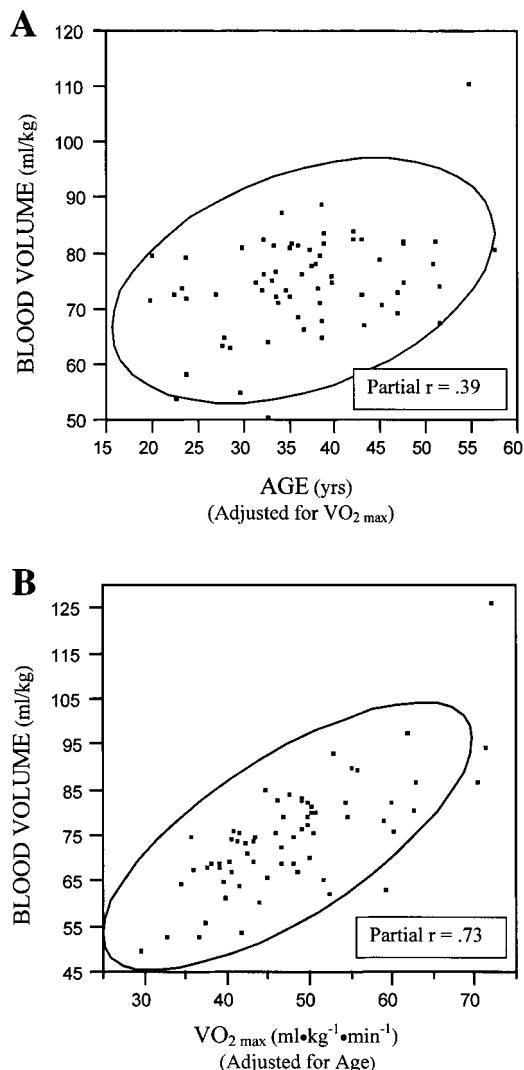 A
120
110
100
90
80
70
60
50
BLOOD VOLUME (ml/kg)
Partial r = .39
15 20 25 30 35 40 45 50 55 60
AGE (yrs)
(Adjusted for VO₂ max)
B
125
115
105
95
85
75
65
55
45
BLOOD VOLUME (ml/kg)
Partial r = .73
30 40 50 60 70
VO₂ max (ml•kg⁻¹•min⁻¹)
(Adjusted for Age)